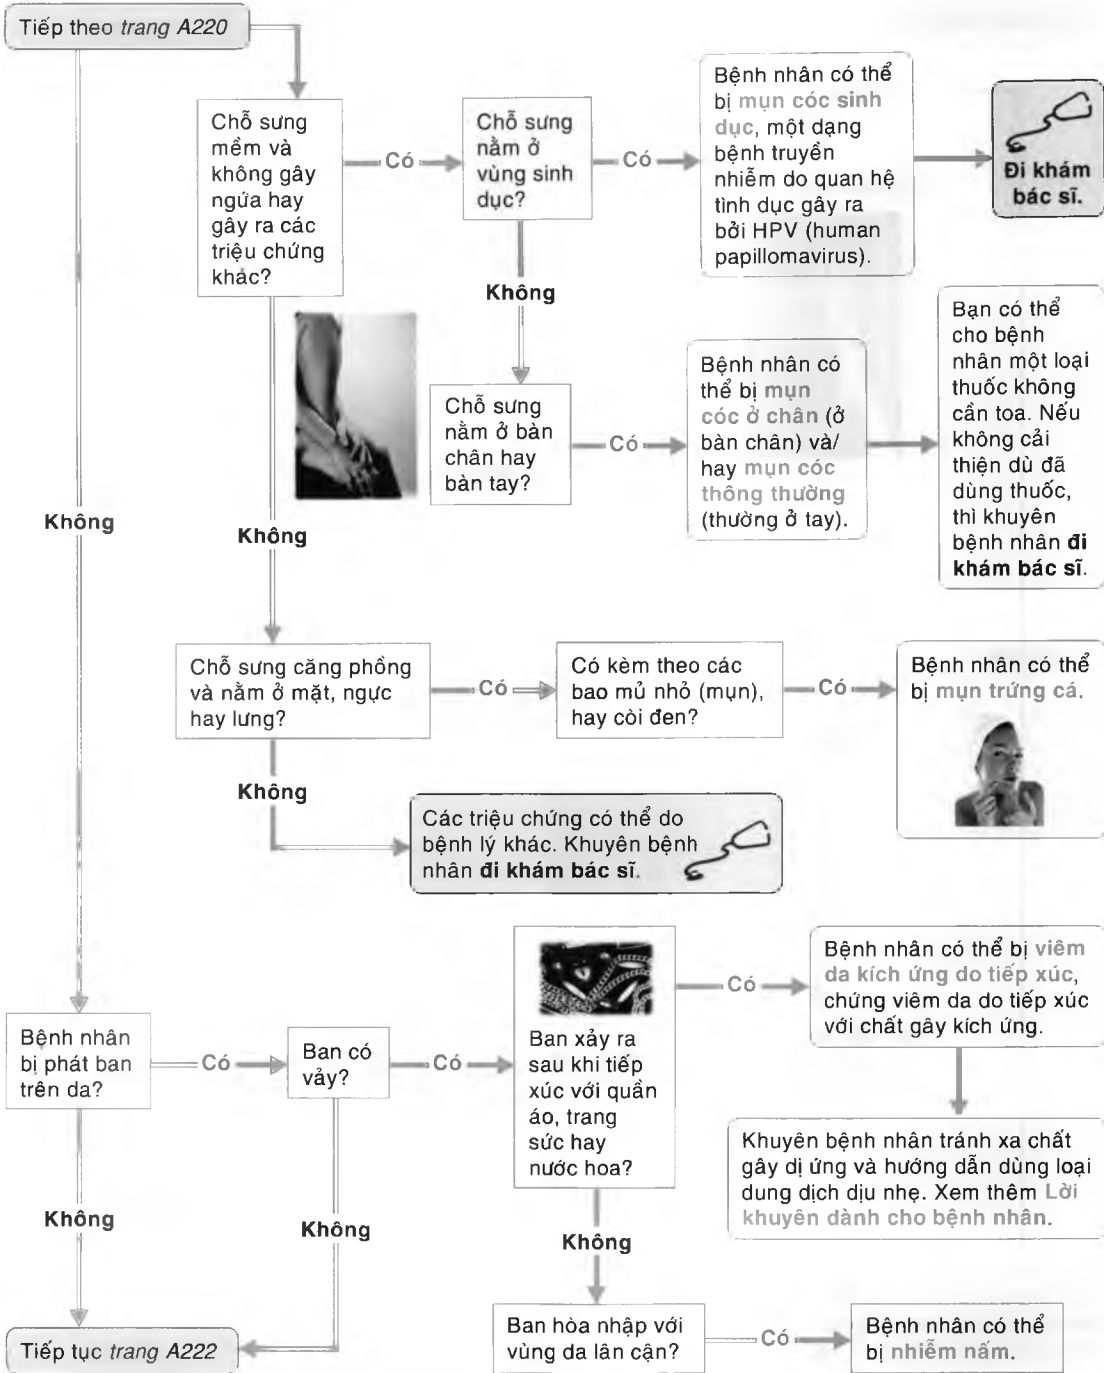 Tiếp theo trang A220
Chỗ sưng
mềm và
không gây
ngứa hay
gây ra các
triệu chứng
khác?
Có
Chỗ sưng
nằm ở
vùng sinh
dục?
Có
Bệnh nhân có thể
bị mụn cóc sinh
dục, một dạng
bệnh truyền
nhiễm do quan hệ
tình dục gây ra
bởi HPV (human
papillomavirus).
Đi khám
bác sĩ.
Không
Chỗ sưng
nằm ở bàn
chân hay
bàn tay?
Có
Bệnh nhân có
thể bị mụn
cóc ở chân (ở
bàn chân) và/
hay mụn cóc
thông thường
(thường ở tay).
Bạn có thể
cho bệnh
nhân một loại
thuốc không
cần toa. Nếu
không cải
thiện dù đã
dùng thuốc,
thì khuyên
bệnh nhân đi
khám bác sĩ.
Không
Không
Chỗ sưng căng phồng
và nằm ở mặt, ngực
hay lưng?
Có
Có kèm theo các
bao mủ nhỏ (mụn),
hay còi đen?
Có
Bệnh nhân có thể
bị mụn trứng cá.
Không
Các triệu chứng có thể do
bệnh lý khác. Khuyên bệnh
nhân đi khám bác sĩ.
Bệnh nhân
bị phát ban
trên da?
Có
Ban có
vảy?
Có
Ban xảy ra
sau khi tiếp
xúc với quần
áo, trang
sức hay
nước hoa?
Có
Bệnh nhân có thể bị viêm
da kích ứng do tiếp xúc,
chứng viêm da do tiếp xúc
với chất gây kích ứng.
Khuyên bệnh nhân tránh xa chất
gây dị ứng và hướng dẫn dùng loại
dung dịch dịu nhẹ. Xem thêm Lời
khuyên dành cho bệnh nhân.
Không
Không
Không
Tiếp tục trang A222
Ban hòa nhập với
vùng da lân cận?
Có
Bệnh nhân có thể
bị nhiễm nấm.